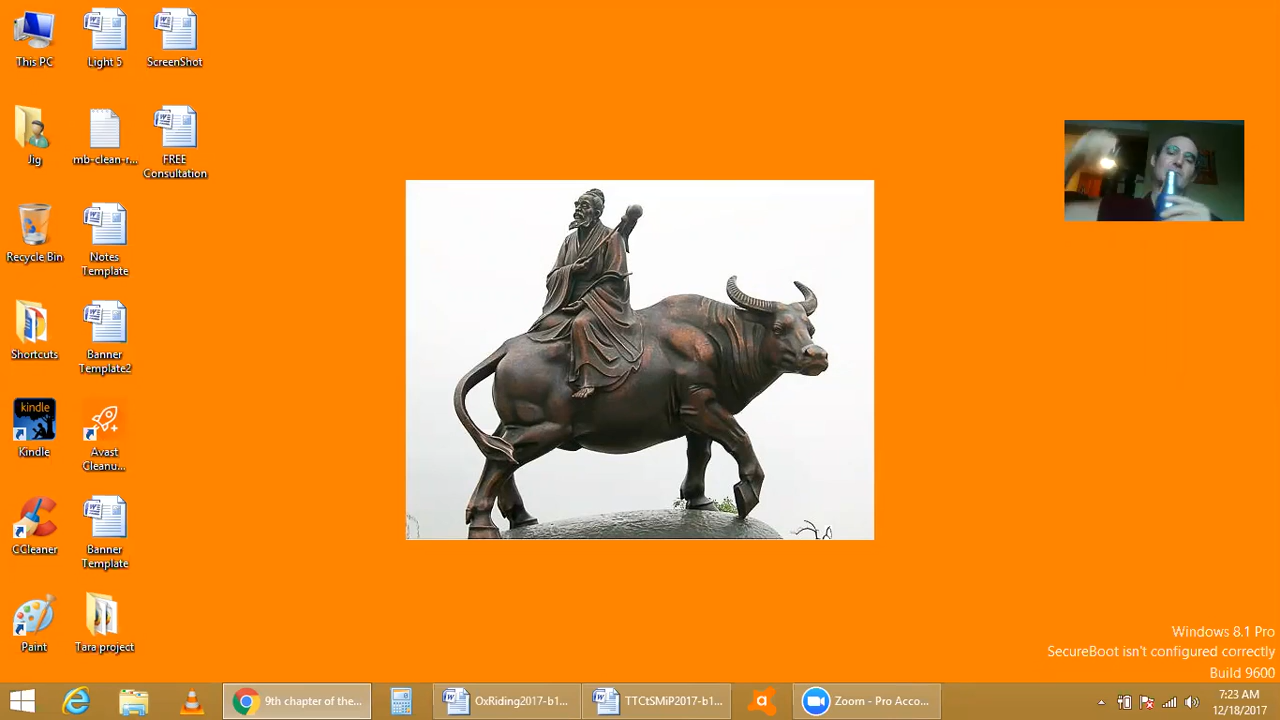 This PC
Light 5
ScreenShot
Jig
mb-clean-r...
FREE
Consultation
Recycle Bin
Notes
Template
Shortcuts
Banner
Template2
kindle
Kindle
Avast
Cleanu...
CCleaner
Banner
Template
Paint
Tara project
Windows 8.1 Pro
SecureBoot isn't configured correctly
Build 9600
9th chapter of the...
OxRiding2017-b1...
TTCtSMiP2017-b1...
Zoom - Pro Acco...
7:23 AM
12/18/2017